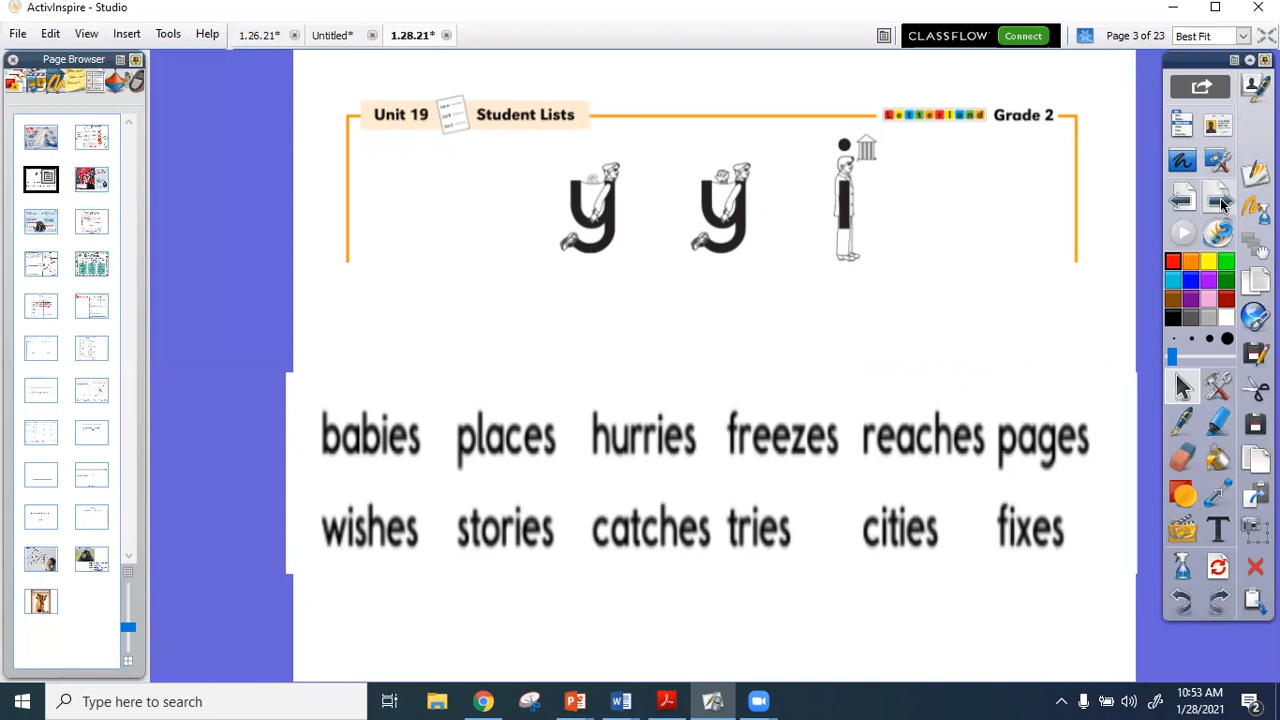 ActivInspire - Studio
File Edit View Insert Tools Help
1.26.21* Untitled* 1.28.21*
CLASSFLOW Connect
Page 3 of 23
Best Fit
Page Browser
Unit 19 Student Lists
Letterland Grade 2
y y i
babies places hurries freezes reaches pages
wishes stories catches tries cities fixes
Type here to search
10:53 AM
1/28/2021
2